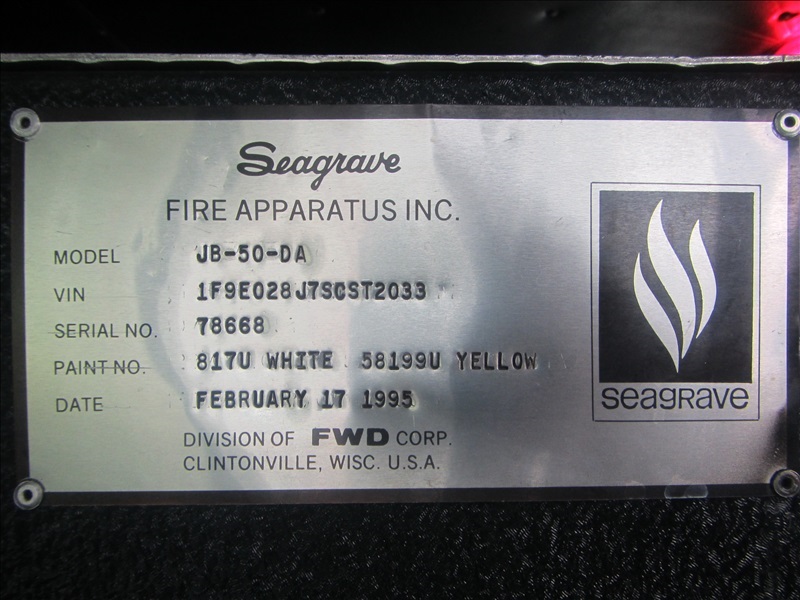 Seagrave
FIRE APPARATUS INC.
MODEL JB-50-DA
VIN 1F9E028J7SCST2033
SERIAL NO. 78668
PAINT NO. 817U WHITE 58199U YELLOW
DATE FEBRUARY 17 1995
DIVISION OF FWD CORP.
CLINTONVILLE, WISC. U.S.A.
seagrave